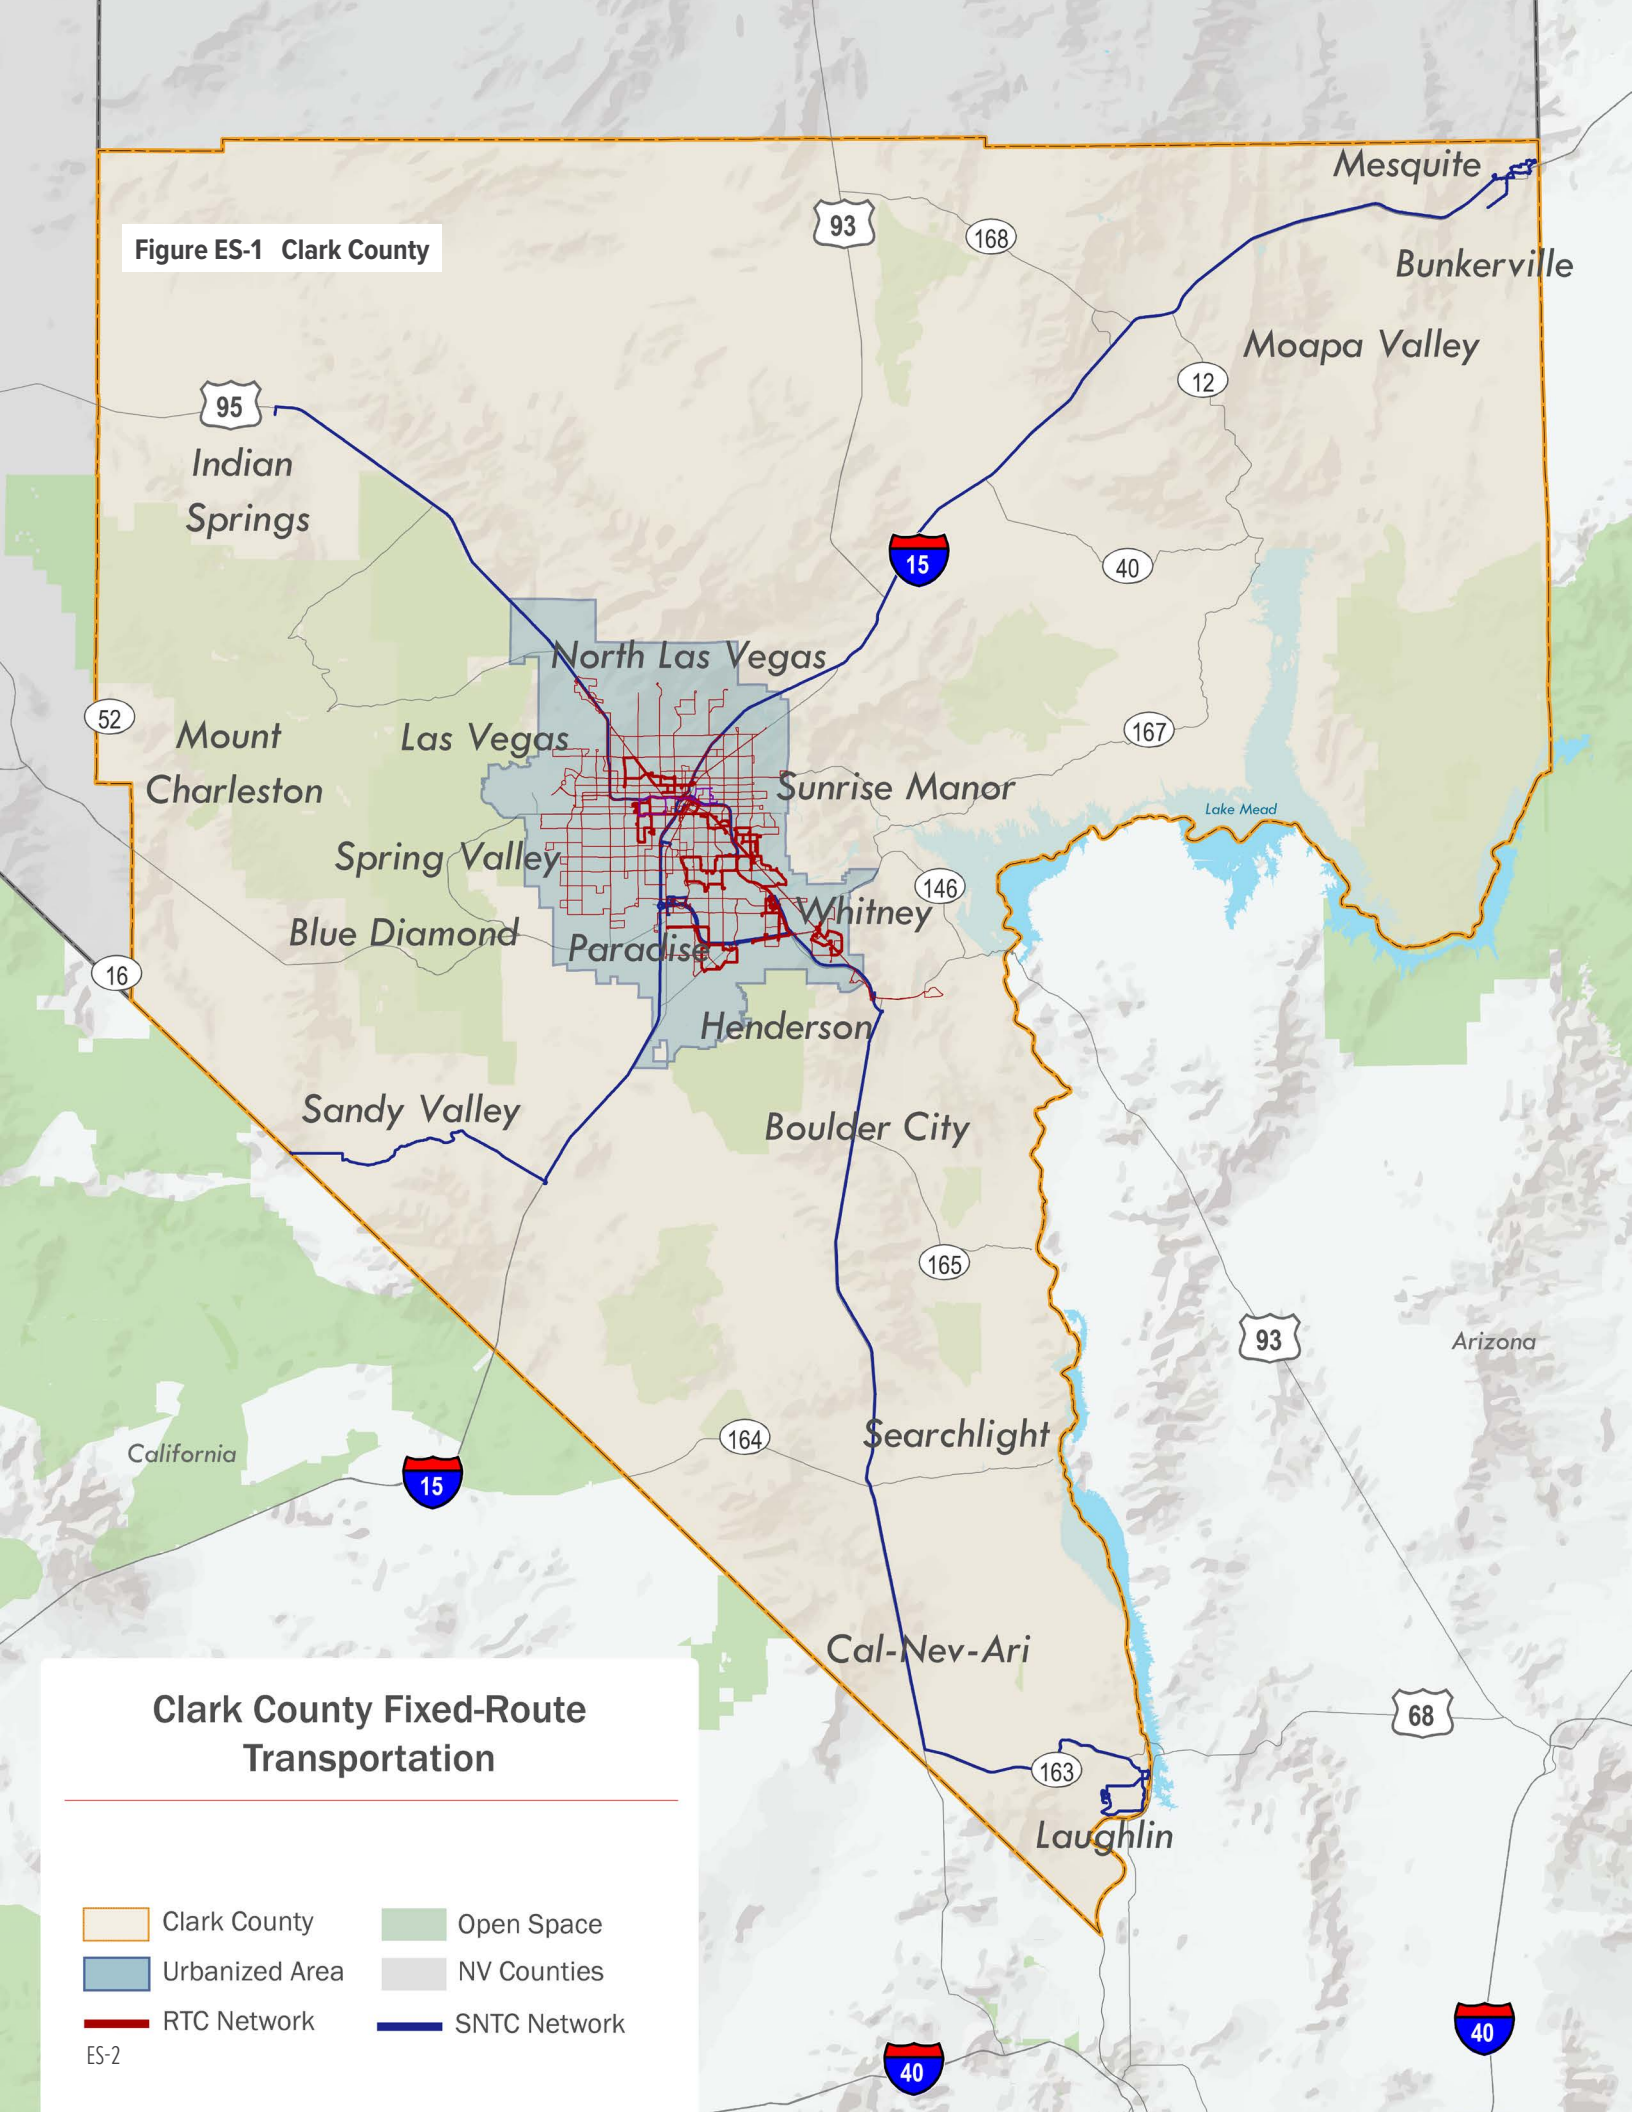 Mesquite
93
168
Figure ES-1 Clark County
Bunkerville
Moapa Valley
12
95
Indian
Springs
15
40
North Las Vegas
52
Mount
Charleston
Las Vegas
167
Sunrise Manor
Lake Mead
Spring Valley
146
Whitney
Blue Diamond
Paradise
16
Henderson
Sandy Valley
Boulder City
165
93
Arizona
164
Searchlight
California
15
Cal-Nev-Ari
68
163
Laughlin
Clark County Fixed-Route
Transportation
Clark County
Open Space
Urbanized Area
NV Counties
RTC Network
SNTC Network
ES-2
40
40